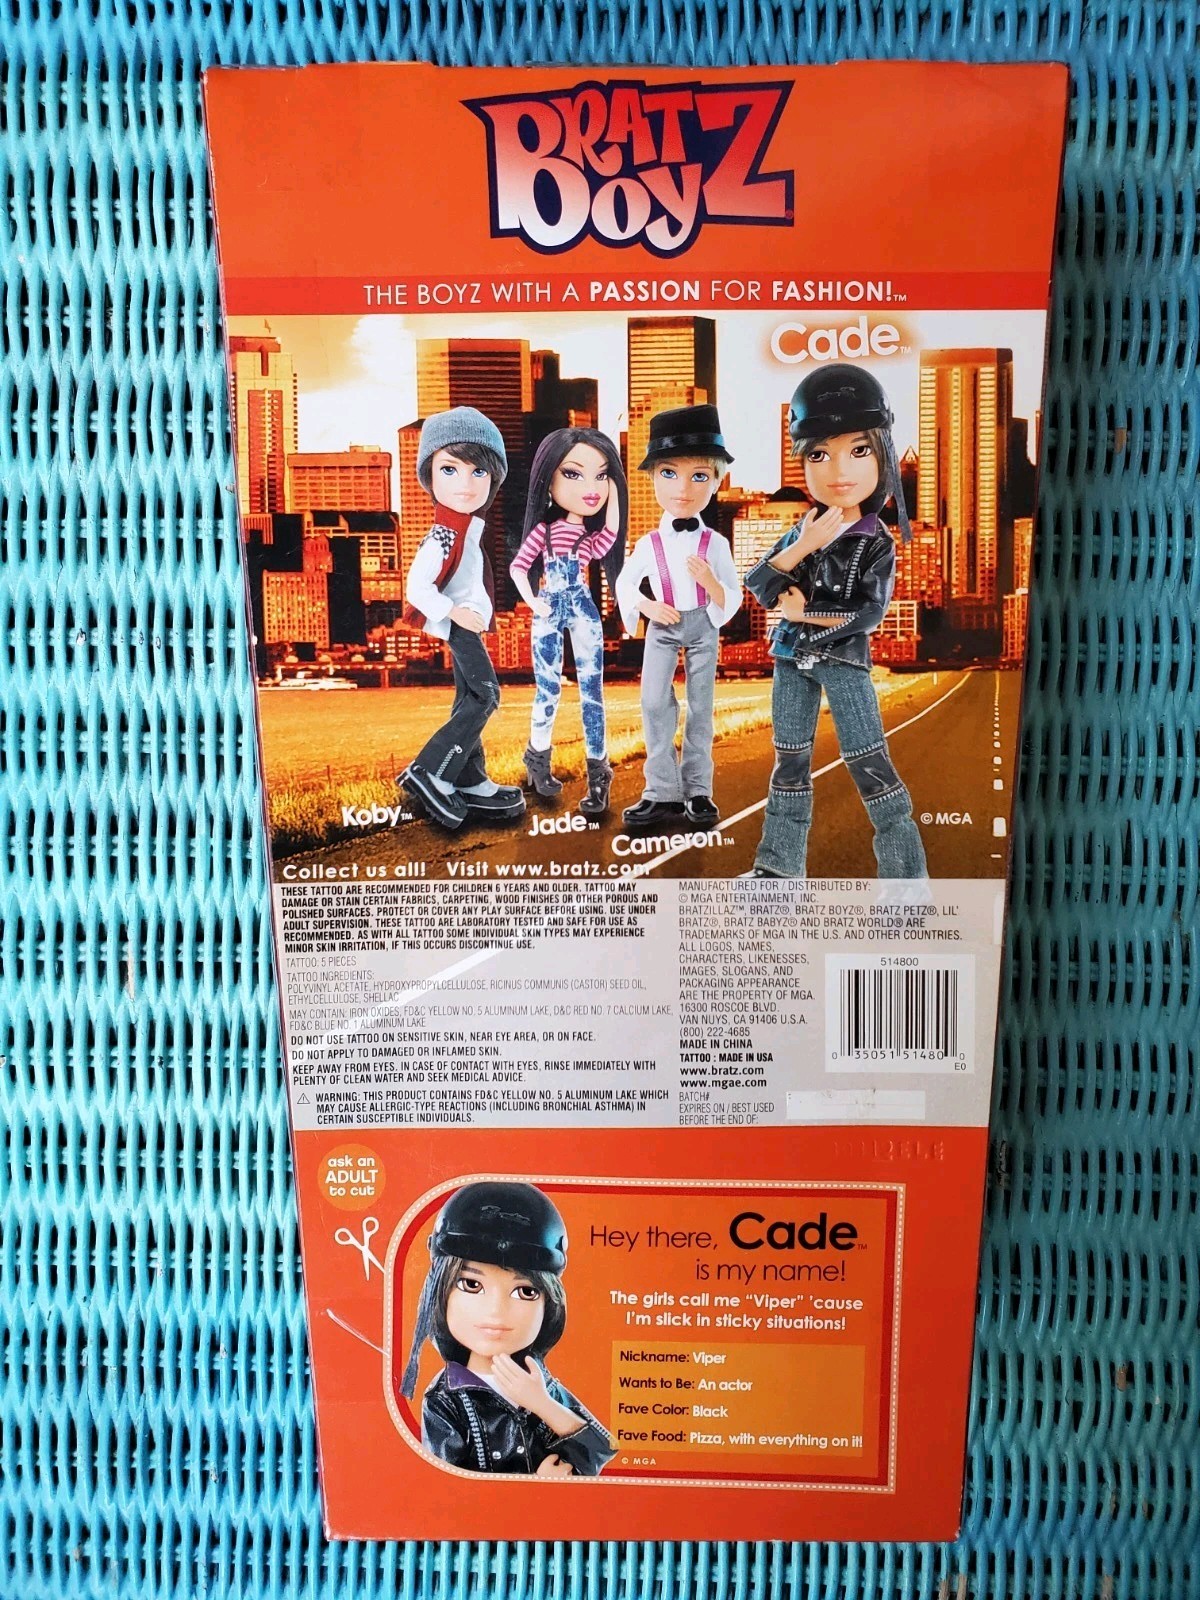 BRATZ
BOYZ
THE BOYZ WITH A PASSION FOR FASHION!™
Cade™
Koby™
Jade™
Cameron™
© MGA
Collect us all! Visit www.bratz.com
THESE TATTOO ARE RECOMMENDED FOR CHILDREN 6 YEARS AND OLDER. TATTOO MAY
DAMAGE OR STAIN CERTAIN FABRICS, CARPETING, WOOD FINISHES OR OTHER POROUS AND
POLISHED SURFACES. PROTECT OR COVER ANY PLAY SURFACE BEFORE USING. USE UNDER
ADULT SUPERVISION. THESE TATTOO ARE LABORATORY TESTED AND SAFE FOR USE AS
RECOMMENDED. AS WITH ALL TATTOO SOME INDIVIDUAL SKIN TYPES MAY EXPERIENCE
MINOR SKIN IRRITATION, IF THIS OCCURS DISCONTINUE USE.
TATTOO: 5 PIECES
TATTOO INGREDIENTS:
POLYVINYL ACETATE, HYDROXYPROPYLCELLULOSE, RICINUS COMMUNIS (CASTOR) SEED OIL,
ETHYLCELLULOSE, SHELLAC
MAY CONTAIN: IRON OXIDES, FD&C YELLOW NO. 5 ALUMINUM LAKE, D&C RED NO. 7 CALCIUM LAKE,
FD&C BLUE NO. 1 ALUMINUM LAKE
DO NOT USE TATTOO ON SENSITIVE SKIN, NEAR EYE AREA, OR ON FACE.
DO NOT APPLY TO DAMAGED OR INFLAMED SKIN.
KEEP AWAY FROM EYES. IN CASE OF CONTACT WITH EYES, RINSE IMMEDIATELY WITH
PLENTY OF CLEAN WATER AND SEEK MEDICAL ADVICE.
⚠ WARNING: THIS PRODUCT CONTAINS FD&C YELLOW NO. 5 ALUMINUM LAKE WHICH
MAY CAUSE ALLERGIC-TYPE REACTIONS (INCLUDING BRONCHIAL ASTHMA) IN
CERTAIN SUSCEPTIBLE INDIVIDUALS.
MANUFACTURED FOR / DISTRIBUTED BY:
© MGA ENTERTAINMENT, INC.
BRATZILLAZ™, BRATZ®, BRATZ BOYZ®, BRATZ PETZ®, LIL'
BRATZ®, BRATZ BABYZ® AND BRATZ WORLD® ARE
TRADEMARKS OF MGA IN THE U.S. AND OTHER COUNTRIES.
ALL LOGOS, NAMES,
CHARACTERS, LIKENESSES,
IMAGES, SLOGANS, AND
PACKAGING APPEARANCE
ARE THE PROPERTY OF MGA.
16300 ROSCOE BLVD.
VAN NUYS, CA 91406 U.S.A.
(800) 222-4685
MADE IN CHINA
TATTOO : MADE IN USA
www.bratz.com
www.mgae.com
BATCH#
EXPIRES ON / BEST USED
BEFORE THE END OF:
514800
0 35051 51480 0
E0
ask an
ADULT
to cut
Hey there, Cade™
is my name!
The girls call me "Viper" 'cause
I'm slick in sticky situations!
Nickname: Viper
Wants to Be: An actor
Fave Color: Black
Fave Food: Pizza, with everything on it!
© MGA